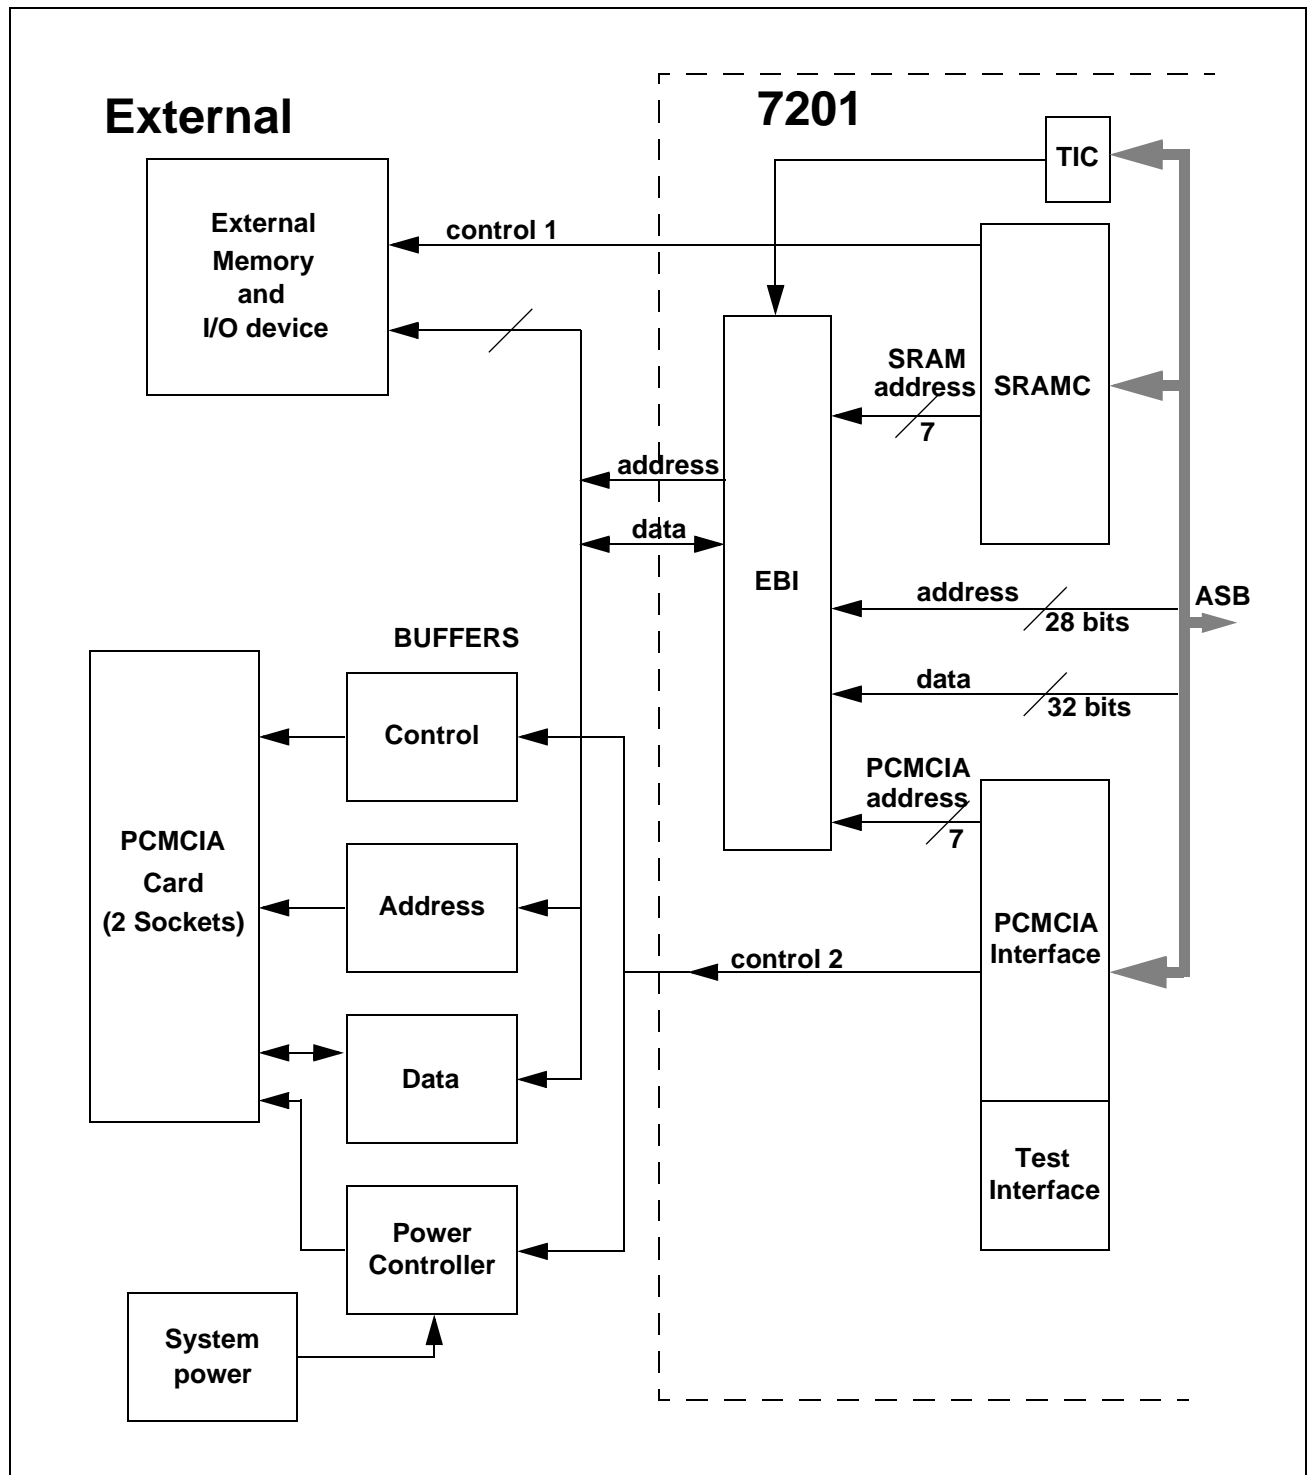 External
7201
TIC
External
Memory
and
I/O device
control 1
SRAM
address
7
SRAMC
address
data
EBI
address
28 bits
ASB
data
32 bits
BUFFERS
Control
PCMCIA
address
7
PCMCIA
Card
(2 Sockets)
Address
PCMCIA
Interface
control 2
Data
Test
Interface
Power
Controller
System
power